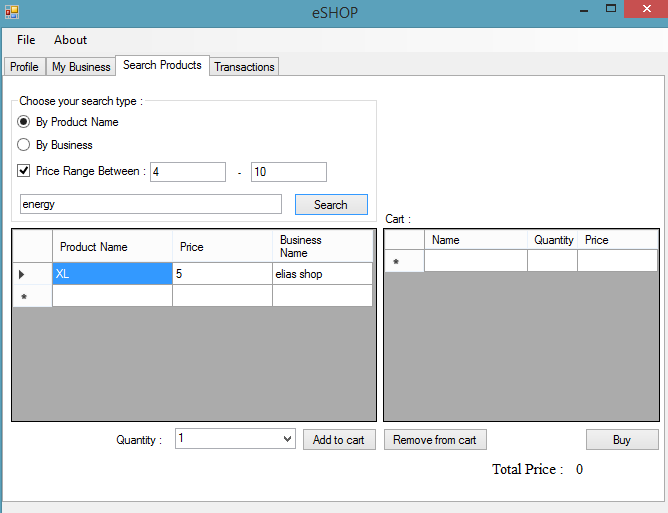 eSHOP
File About
Profile My Business Search Products Transactions
Choose your search type :
By Product Name
By Business
Price Range Between : 4 - 10
energy Search
Cart :
Product Name Price Business Name
XL 5 elias shop
*
Name Quantity Price
*
Quantity : 1 Add to cart Remove from cart Buy
Total Price : 0